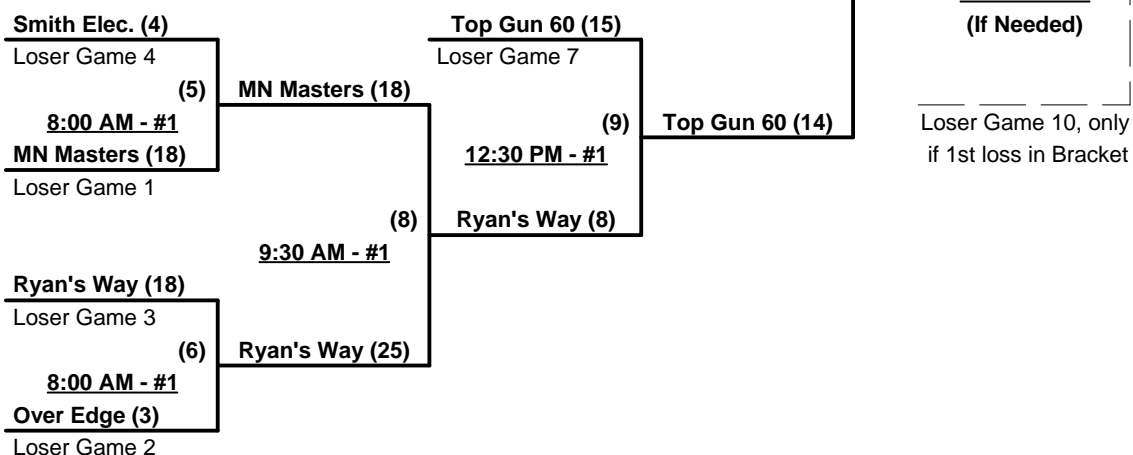 Smith Elec. (4)
Loser Game 4
(5)
8:00 AM - #1
MN Masters (18)
Loser Game 1
MN Masters (18)
(8)
9:30 AM - #1
Ryan's Way (18)
Loser Game 3
(6)
8:00 AM - #1
Over Edge (3)
Loser Game 2
Ryan's Way (25)
Top Gun 60 (15)
Loser Game 7
(9)
12:30 PM - #1
Ryan's Way (8)
Top Gun 60 (14)
(If Needed)
Loser Game 10, only
if 1st loss in Bracket